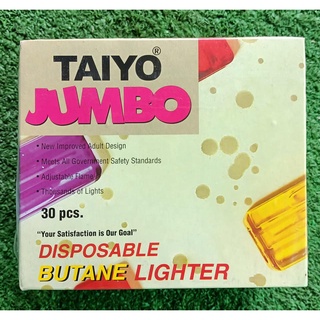 TAIYO®
JUMBO
• New Improved Adult Design
• Meets All Government Safety Standards
• Adjustable Flame
• Thousands of Lights
30 pcs.
"Your Satisfaction is Our Goal"
DISPOSABLE
BUTANE LIGHTER